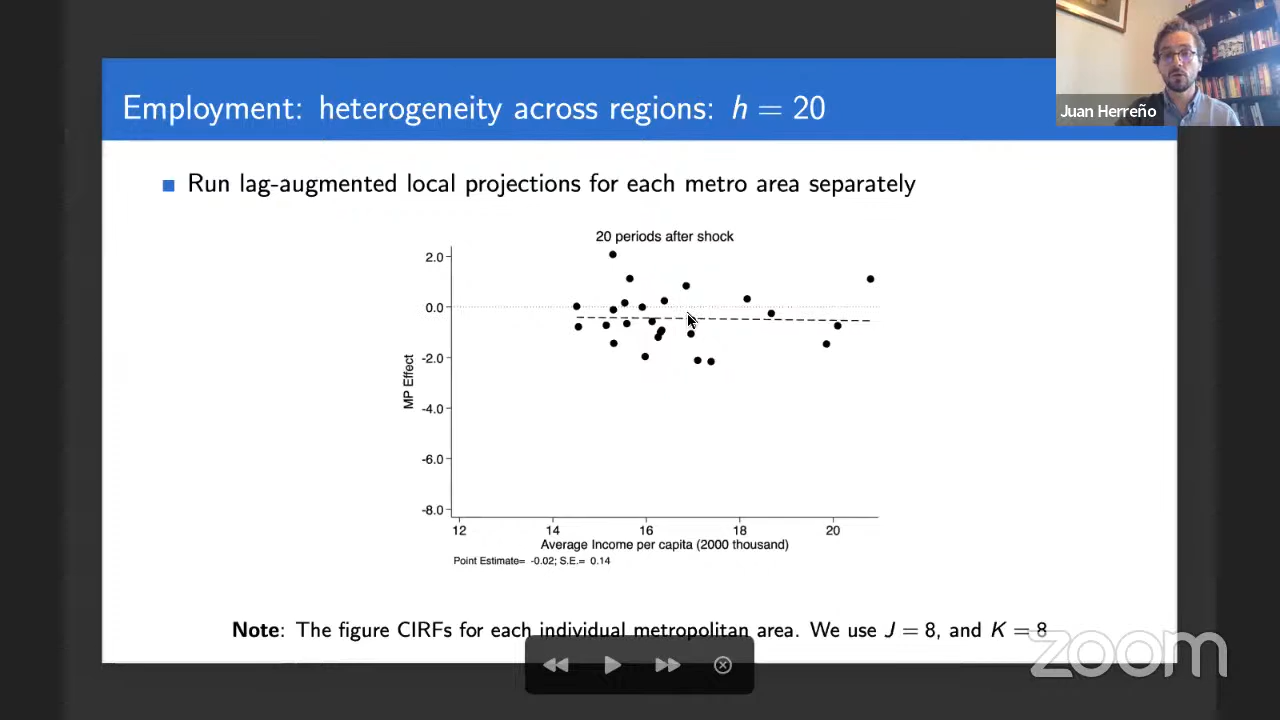 Employment: heterogeneity across regions: h = 20
Juan Herreño
Run lag-augmented local projections for each metro area separately
20 periods after shock
2.0
0.0
-2.0
-4.0
-6.0
-8.0
MP Effect
12 14 16 18 20
Average Income per capita (2000 thousand)
Point Estimate= -0.02; S.E.= 0.14
Note: The figure CIRFs for each individual metropolitan area. We use J = 8, and K = 8
zoom